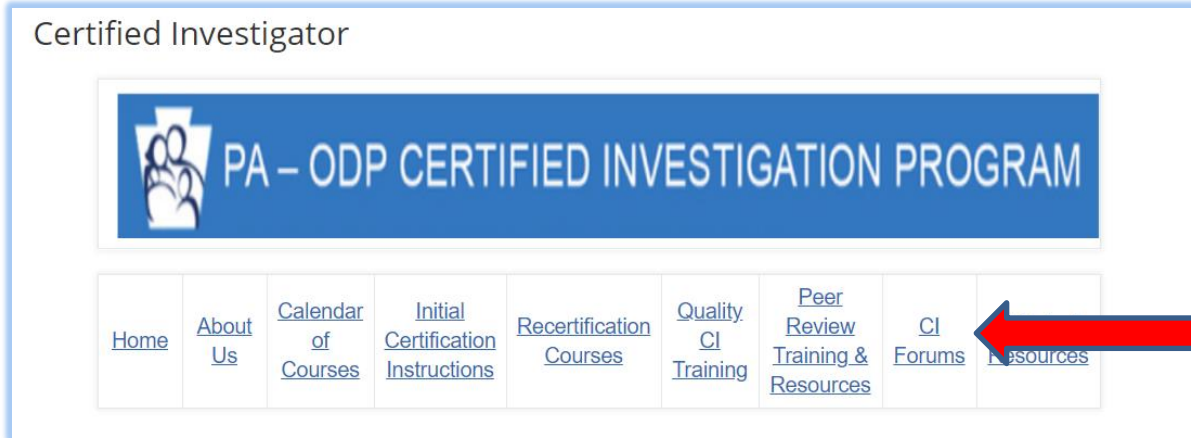 Certified Investigator
PA – ODP CERTIFIED INVESTIGATION PROGRAM
Home
About
Us
Calendar
of
Courses
Initial
Certification
Instructions
Recertification
Courses
Quality
CI
Training
Peer
Review
Training &
Resources
CI
Forums
Resources